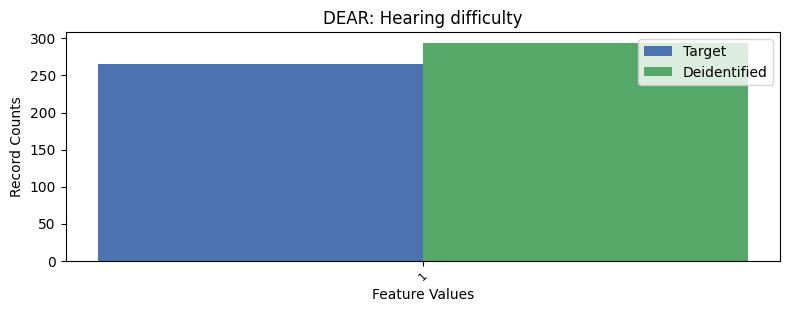 DEAR: Hearing difficulty
Target
Deidentified
Record Counts
300
250
200
150
100
50
0
1
Feature Values